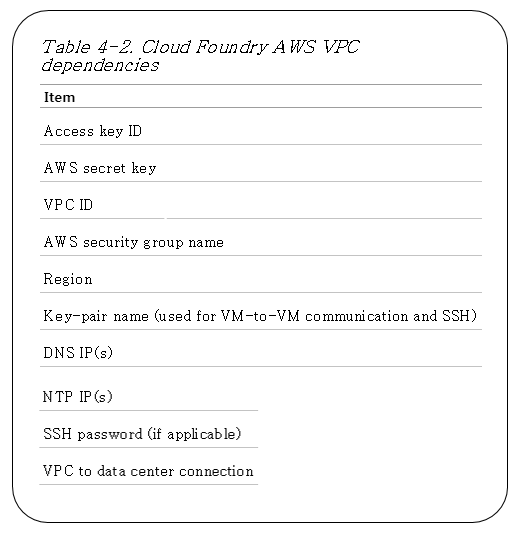 Table 4-2. Cloud Foundry AWS VPC
dependencies
Item
Access key ID
AWS secret key
VPC ID
AWS security group name
Region
Key-pair name (used for VM-to-VM communication and SSH)
DNS IP(s)
NTP IP(s)
SSH password (if applicable)
VPC to data center connection